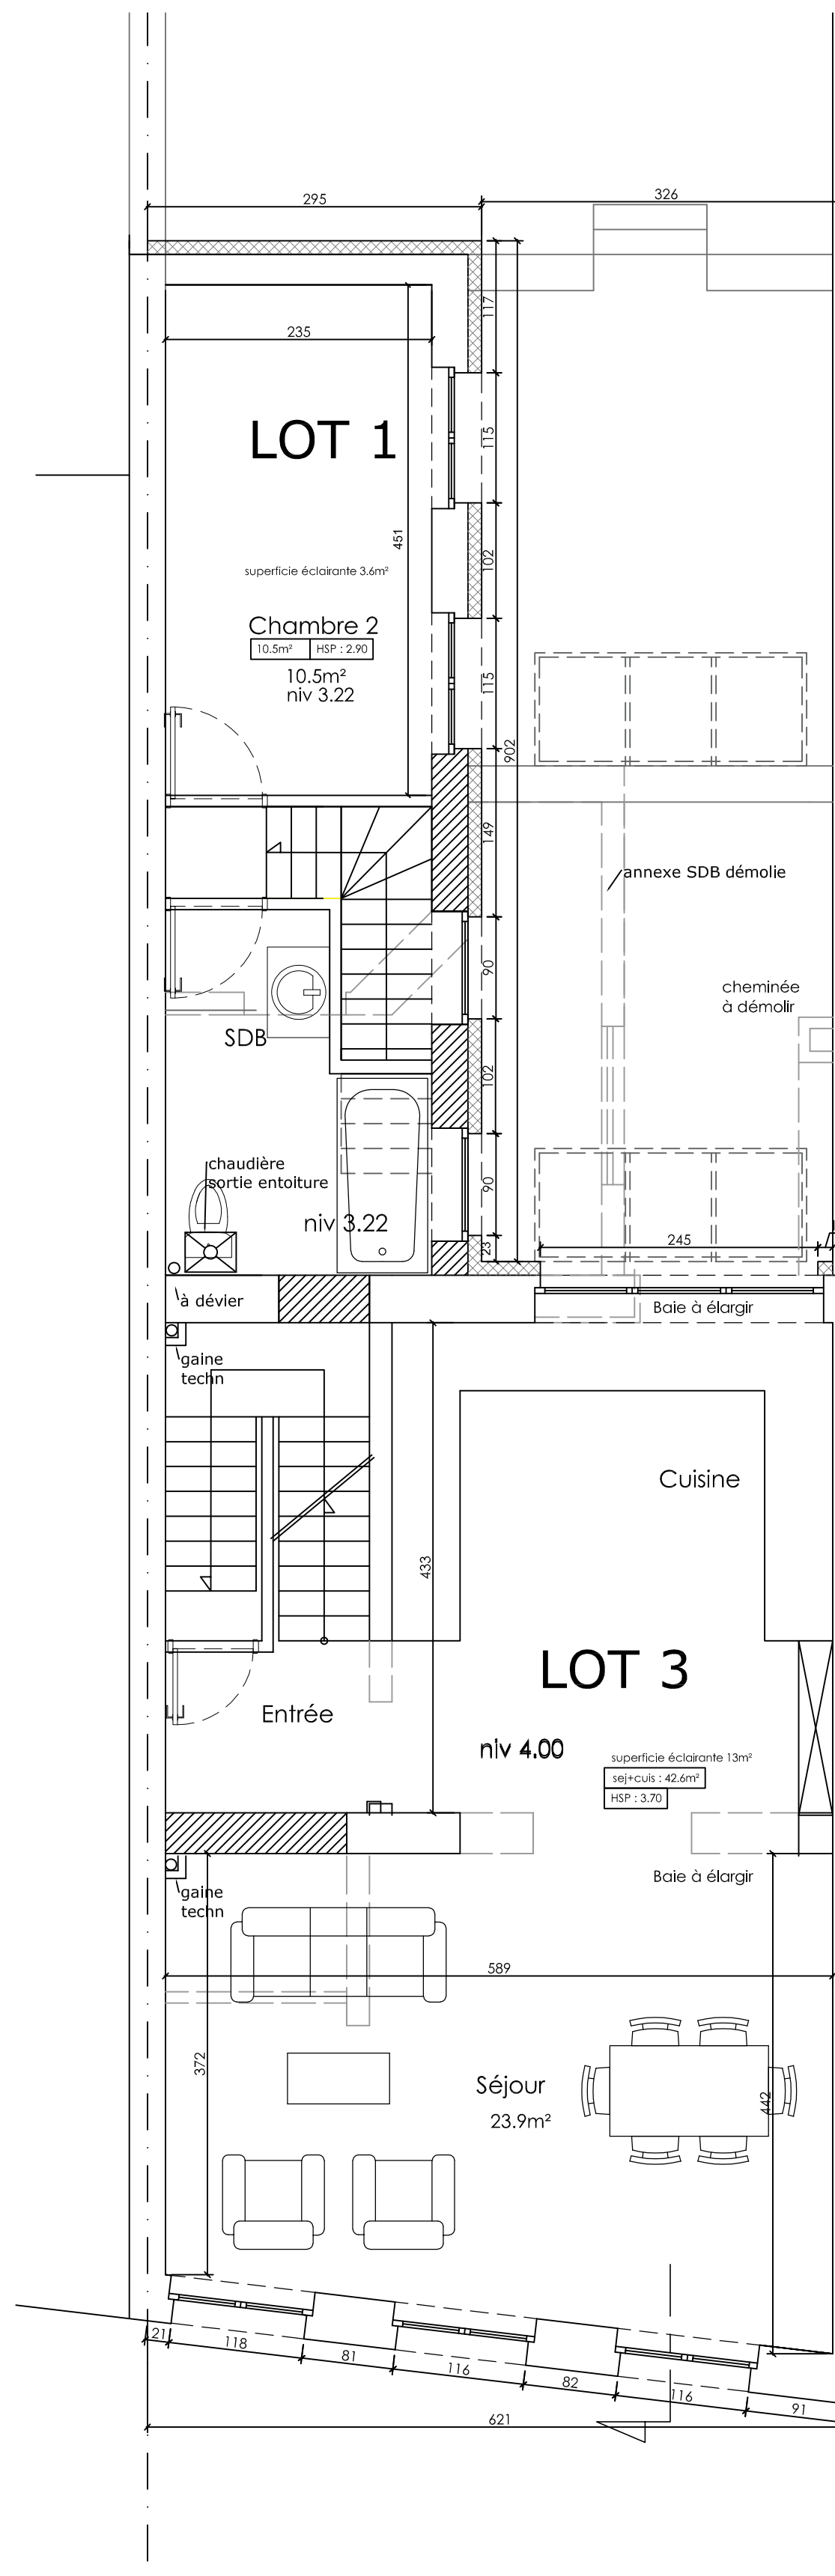 295
326
117
235
LOT 1
115
451
102
superficie éclairante 3.6m²
Chambre 2
10.5m² HSP : 2.90
10.5m²
niv 3.22
115
902
149
annexe SDB démolie
90
cheminée
à démolir
SDB
102
chaudière
sortie entoiture
90
niv 3.22
23
245
à dévier
Baie à élargir
gaine
techn
Cuisine
433
LOT 3
Entrée
niv 4.00
superficie éclairante 13m²
sej+cuis : 42.6m²
HSP : 3.70
Baie à élargir
gaine
techn
589
372
Séjour
442
23.9m²
21
118
81
116
82
116
91
621